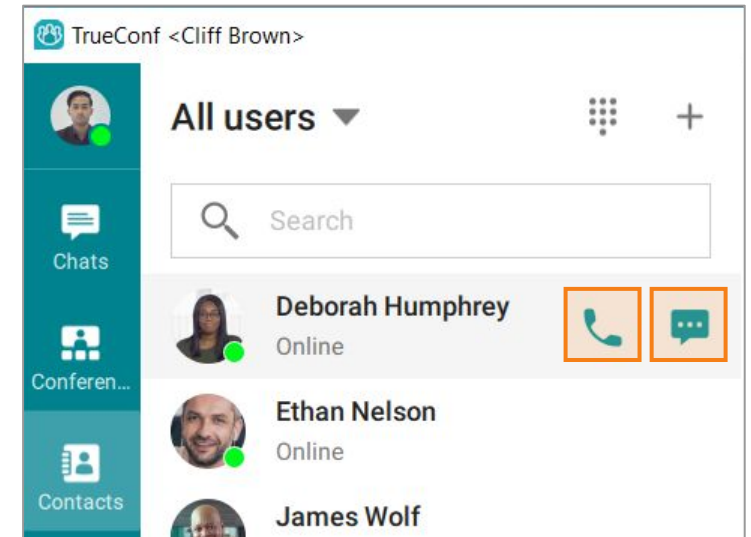 TrueConf <Cliff Brown>
All users
Search
Chats
Deborah Humphrey
Online
Conferen...
Ethan Nelson
Online
Contacts
James Wolf